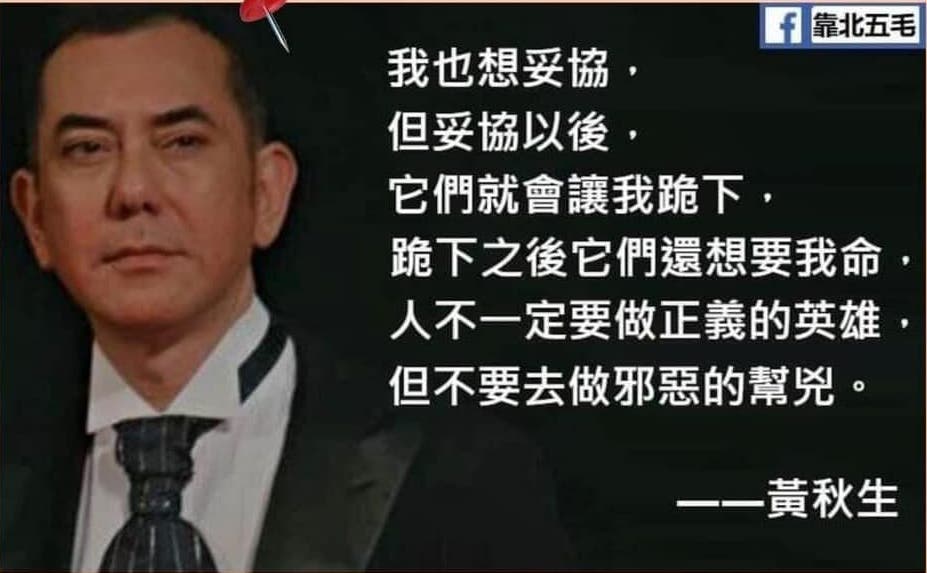 靠北五毛
我也想妥協，
但妥協以後，
它們就會讓我跪下，
跪下之後它們還想要我命，
人不一定要做正義的英雄，
但不要去做邪惡的幫兇。
——黃秋生